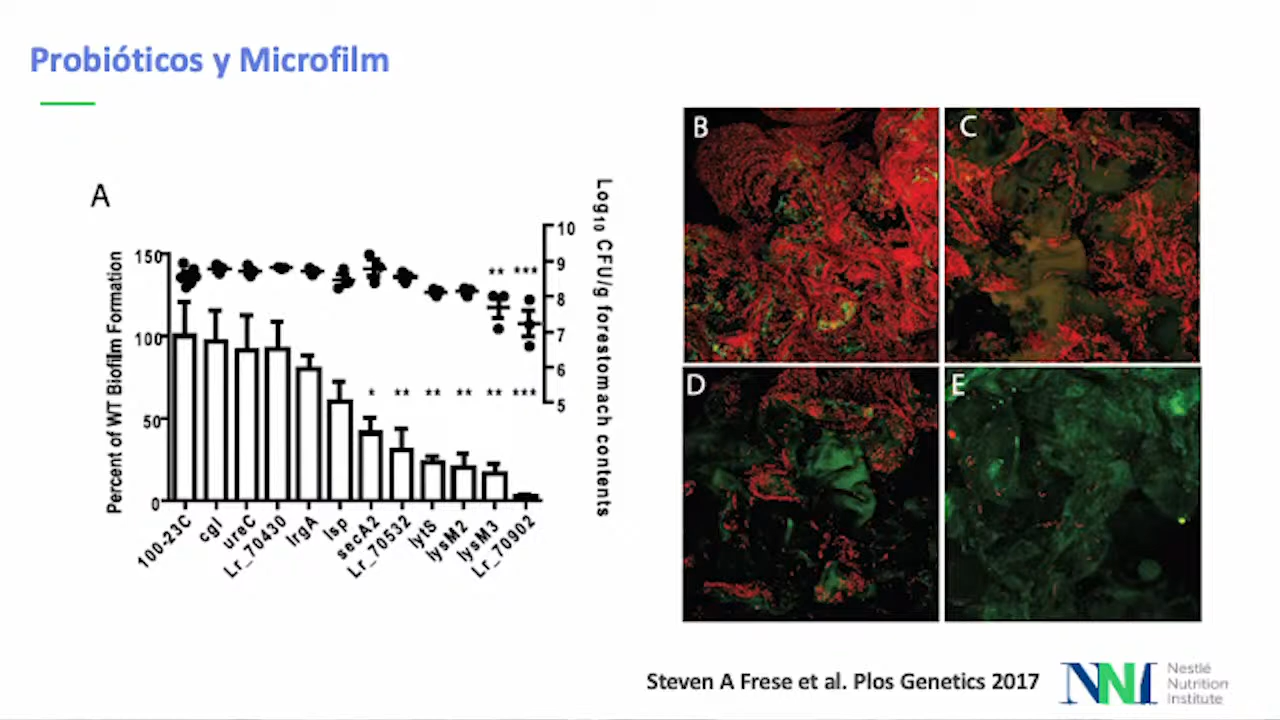 Probióticos y Microfilm
A
Percent of WT Biofilm Formation
150
100
50
0
10
9
8
7
6
5
Log10 CFU/g forestomach contents
** ***
* ** ** ** ** ***
100-23C
cgl
ureC
Lr_70430
lrgA
lsp
secA2
Lr_70532
lytS
lysM2
lysM3
Lr_70902
B
C
D
E
Steven A Frese et al. Plos Genetics 2017
NNI
Nestlé
Nutrition
Institute